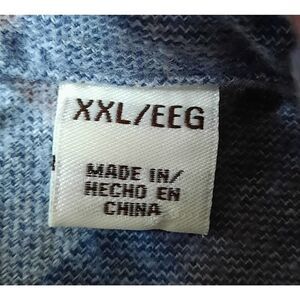 XXL/EEG
MADE IN/
HECHO EN
CHINA